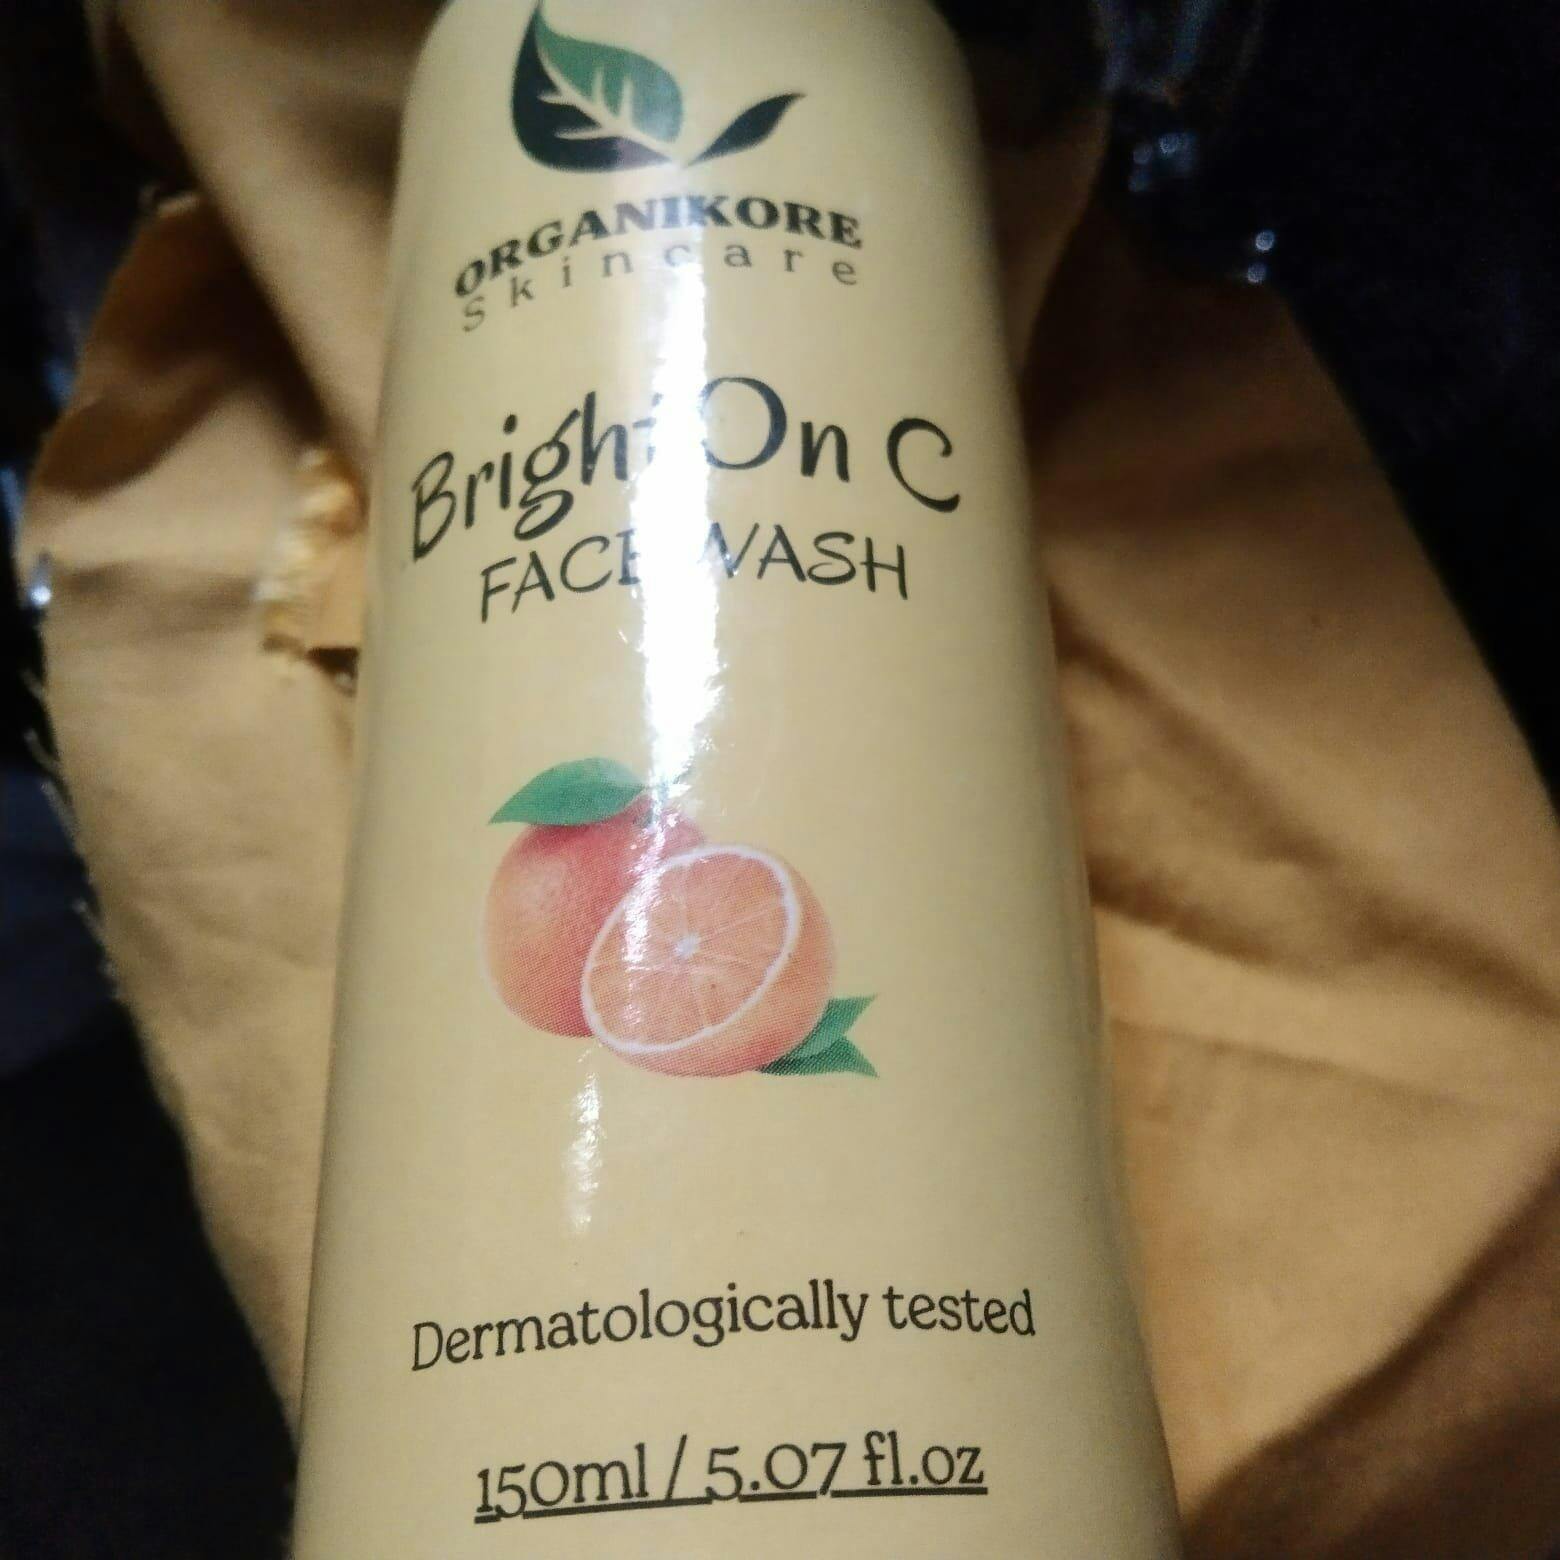 ORGANIKORE
Skincare
Bright On C
FACE WASH
Dermatologically tested
150ml / 5.07 fl.oz